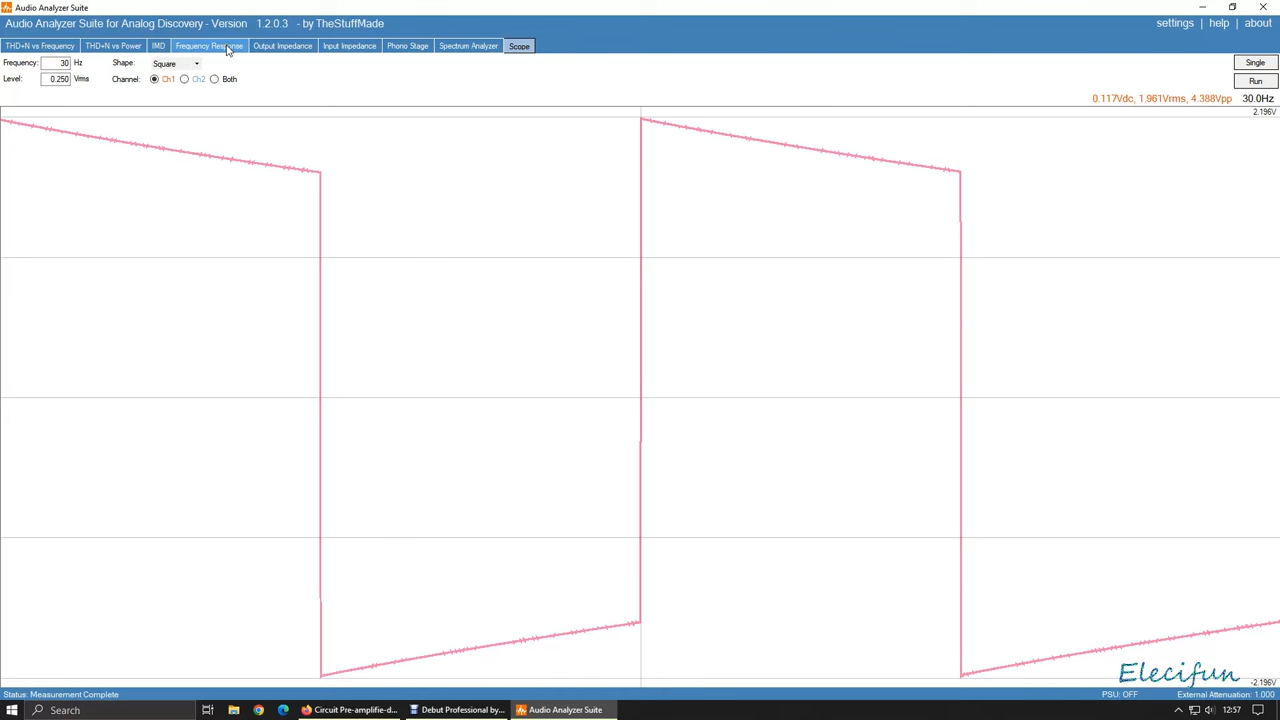 Audio Analyzer Suite
Audio Analyzer Suite for Analog Discovery - Version 1.2.0.3 - by TheStuffMade
settings | help | about
THD+N vs Frequency THD+N vs Power IMD Frequency Response Output Impedance Input Impedance Phono Stage Spectrum Analyzer Scope
Frequency: 30 Hz Shape: Square Single
Level: 0.250 Vrms Channel: Ch1 Ch2 Both Run
0.117Vdc, 1.961Vrms, 4.388Vpp 30.0Hz
2.196V
Elecifun
-2.196V
Status: Measurement Complete PSU: OFF External Attenuation: 1.000
Search Circuit Pre-amplifie-d... Debut Professional by... Audio Analyzer Suite 12:57